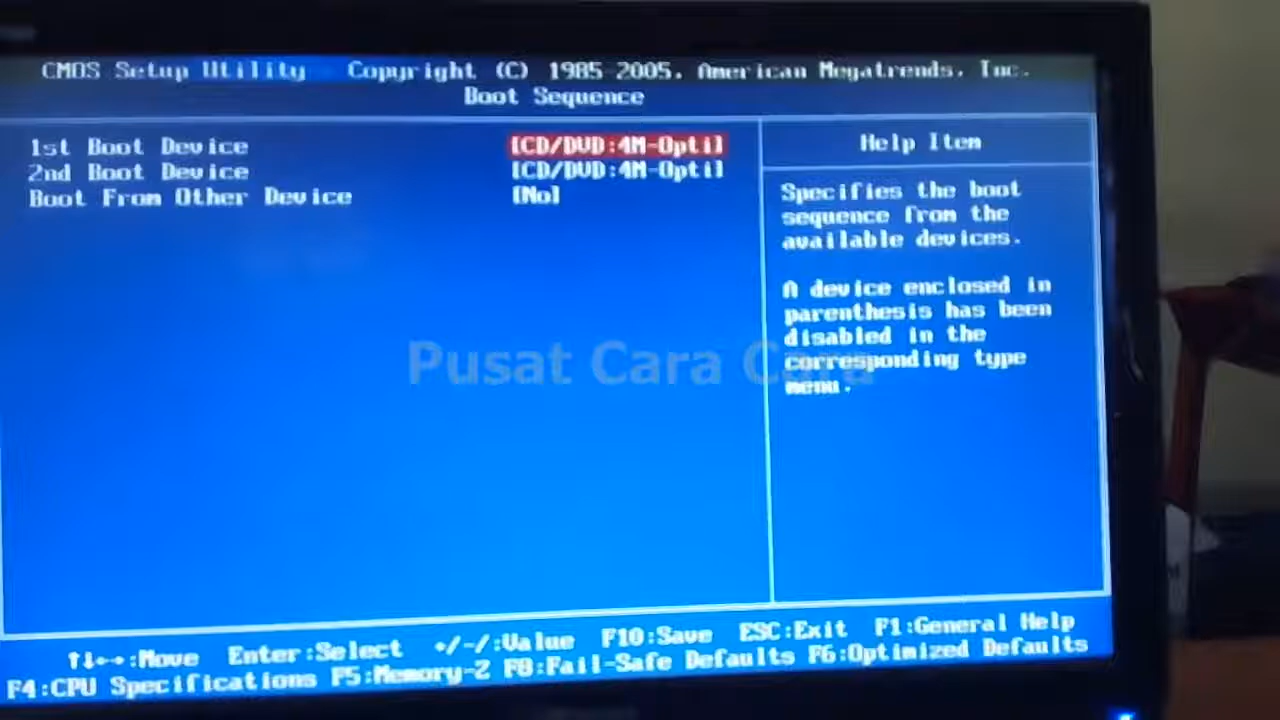 CMOS Setup Utility Copyright (C) 1985-2005, American Megatrends, Inc.
Boot Sequence
1st Boot Device [CD/DVD:4M-Opti]
2nd Boot Device [CD/DVD:4M-Opti]
Boot From Other Device [No]
Help Item
Specifies the boot
sequence from the
available devices.
A device enclosed in
parenthesis has been
disabled in the
corresponding type
menu.
Pusat Cara Cara
↑↓←→:Move Enter:Select +/-/:Value F10:Save ESC:Exit F1:General Help
F4:CPU Specifications F5:Memory-Z F8:Fail-Safe Defaults F6:Optimized Defaults